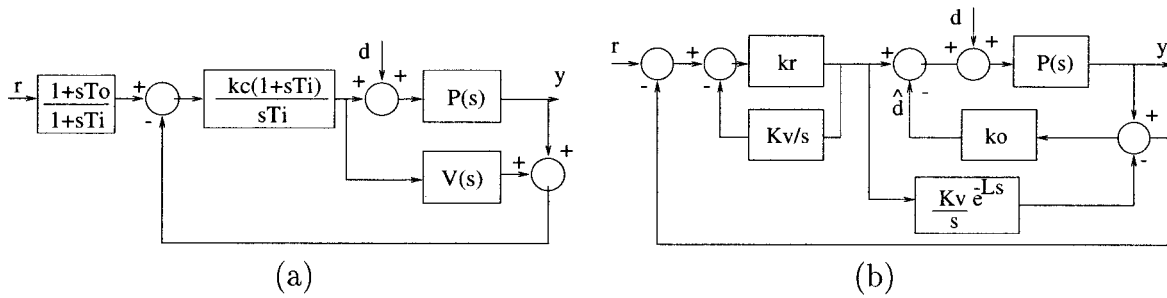 r
1+sTo
1+sTi
+
-
kc(1+sTi)
sTi
d
+
+
P(s)
y
V(s)
+
+
(a)
r
-
+
-
kr
Kv/s
+
-
d̂
d
+
+
P(s)
y
ko
+
-
Kv e^-Ls
s
(b)